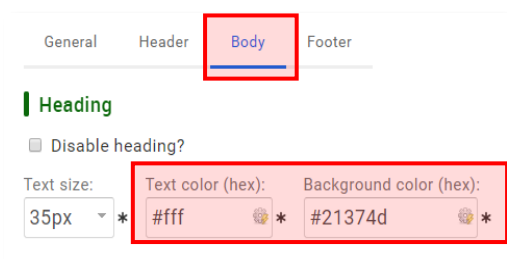 General Header Body Footer
Heading
Disable heading?
Text size: Text color (hex): Background color (hex):
35px * #fff * #21374d *